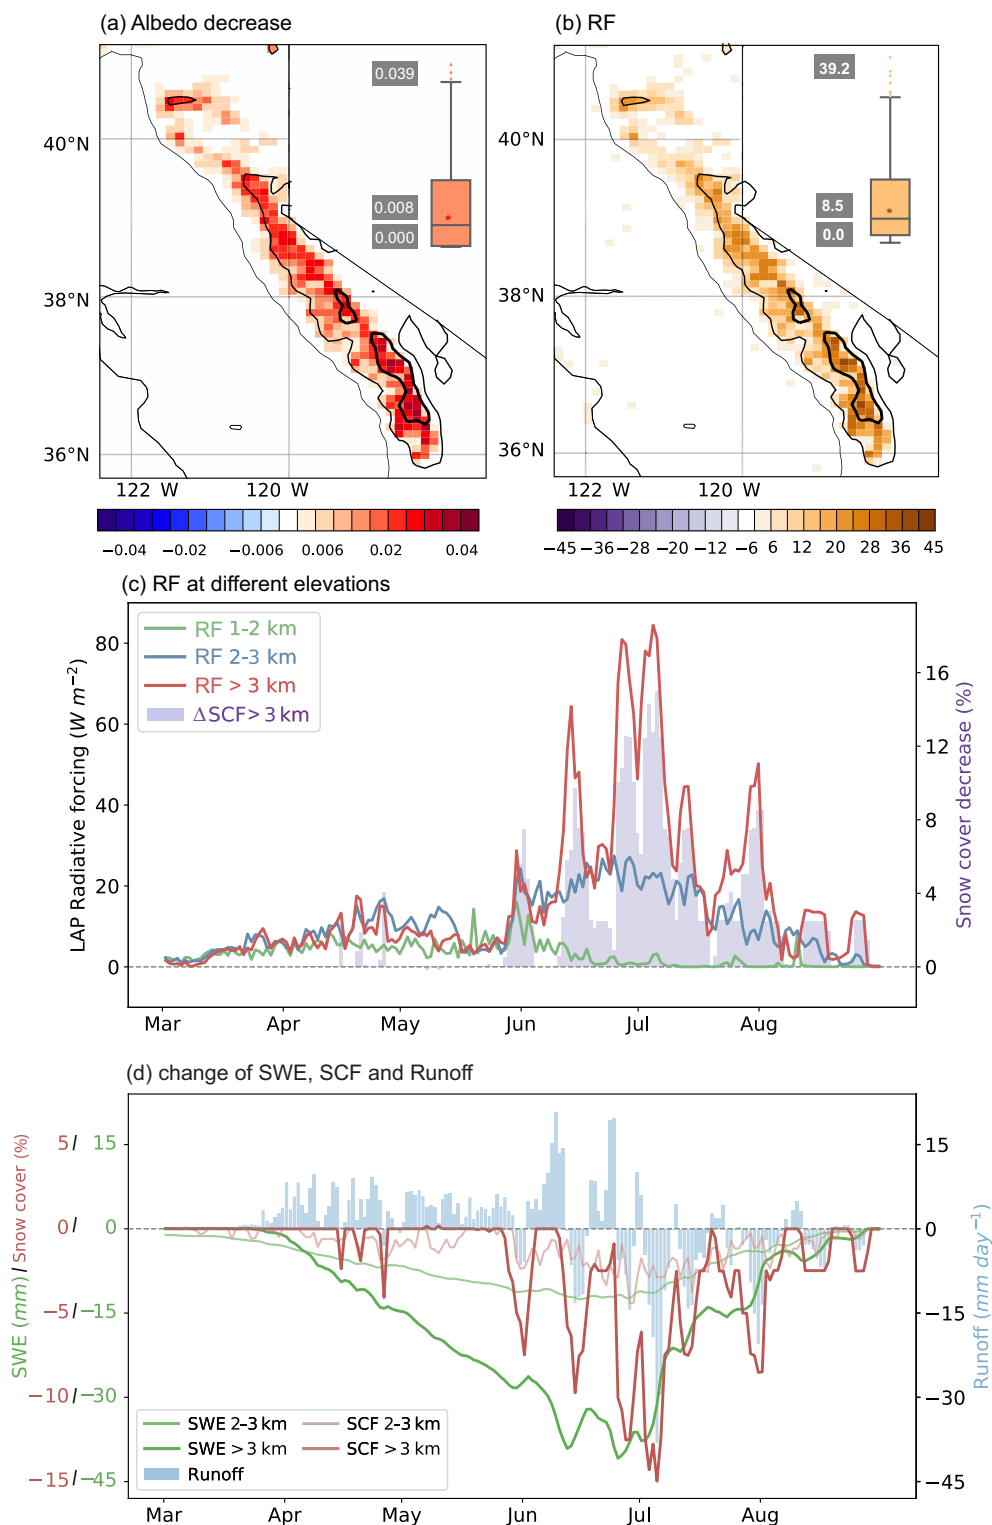 (a) Albedo decrease
(b) RF
0.039
0.008
0.000
39.2
8.5
0.0
40°N
38°N
36°N
122 W
120 W
40°N
38°N
36°N
122 W
120 W
−0.04 −0.02 −0.006 0.006 0.02 0.04
−45 −36 −28 −20 −12 −6 6 12 20 28 36 45
(c) RF at different elevations
RF 1-2 km
RF 2-3 km
RF > 3 km
ΔSCF> 3 km
LAP Radiative forcing (W m−2)
80
60
40
20
0
Snow cover decrease (%)
16
12
8
4
0
Mar Apr May Jun Jul Aug
(d) change of SWE, SCF and Runoff
SWE (mm) / Snow cover (%)
5 / 15
0 / 0
−5 / −15
−10 / −30
−15 / −45
15
0
−15
−30
−45
Runoff (mm day−1)
SWE 2–3 km
SWE > 3 km
Runoff
SCF 2–3 km
SCF > 3 km
Mar Apr May Jun Jul Aug